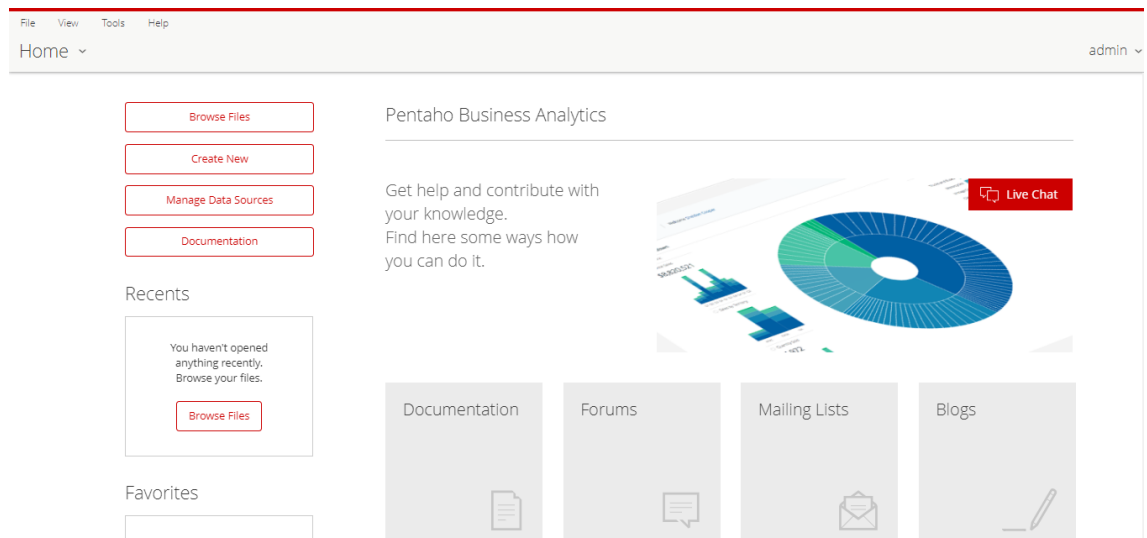 File View Tools Help
Home
admin
Browse Files
Create New
Manage Data Sources
Documentation
Recents
You haven't opened
anything recently.
Browse your files.
Browse Files
Favorites
Pentaho Business Analytics
Get help and contribute with
your knowledge.
Find here some ways how
you can do it.
Live Chat
Documentation
Forums
Mailing Lists
Blogs